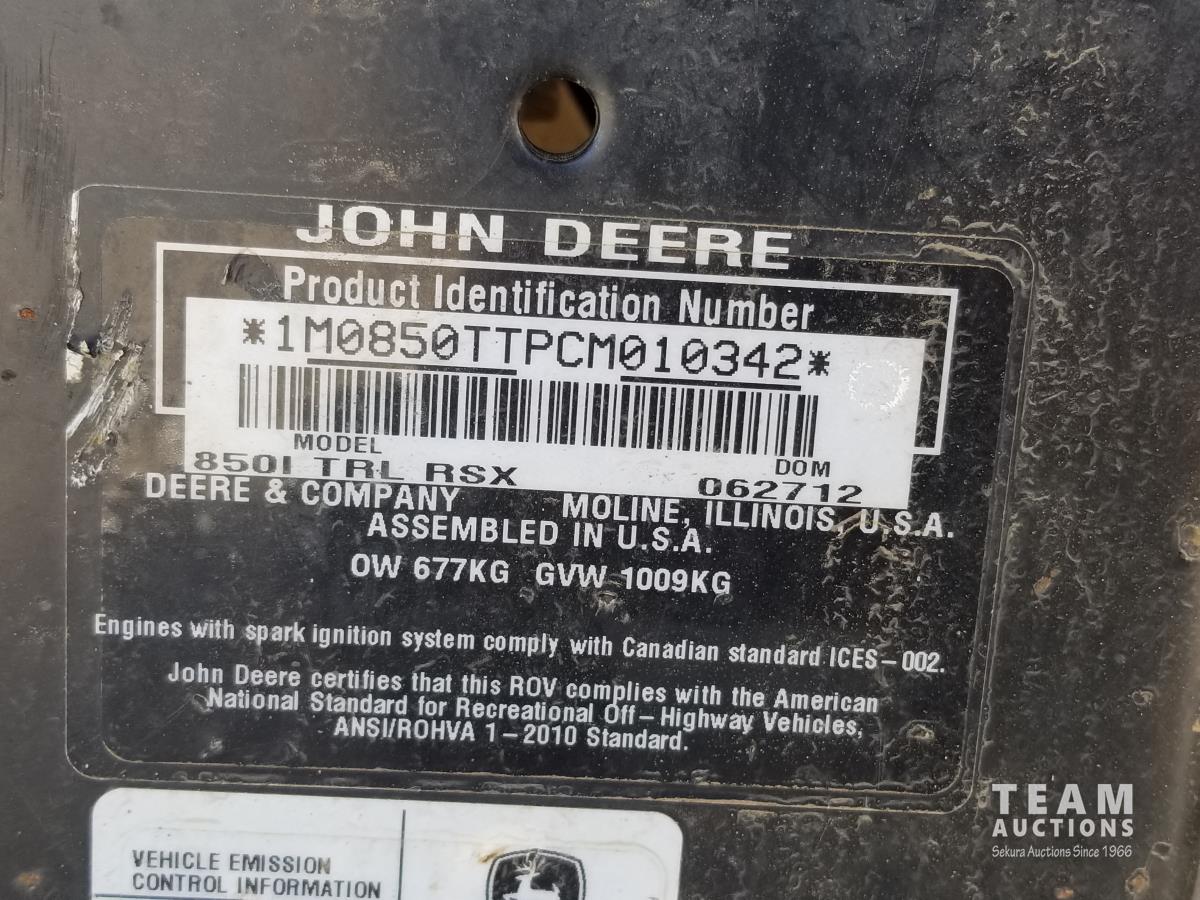 JOHN DEERE
Product Identification Number
*1M0850TTPCM010342*
MODEL
DOM
850I TRL RSX
062712
DEERE & COMPANY MOLINE, ILLINOIS, U.S.A.
ASSEMBLED IN U.S.A.
OW 677KG GVW 1009KG
Engines with spark ignition system comply with Canadian standard ICES-002.
John Deere certifies that this ROV complies with the American
National Standard for Recreational Off-Highway Vehicles,
ANSI/ROHVA 1-2010 Standard.
VEHICLE EMISSION
CONTROL INFORMATION
TEAM
AUCTIONS
Sekura Auctions Since 1966